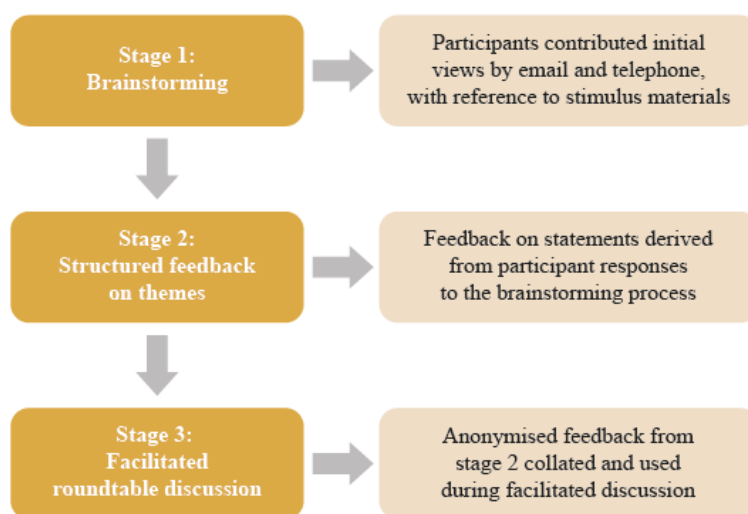 Stage 1:
Brainstorming
Participants contributed initial
views by email and telephone,
with reference to stimulus materials
Stage 2:
Structured feedback
on themes
Feedback on statements derived
from participant responses
to the brainstorming process
Stage 3:
Facilitated
roundtable discussion
Anonymised feedback from
stage 2 collated and used
during facilitated discussion